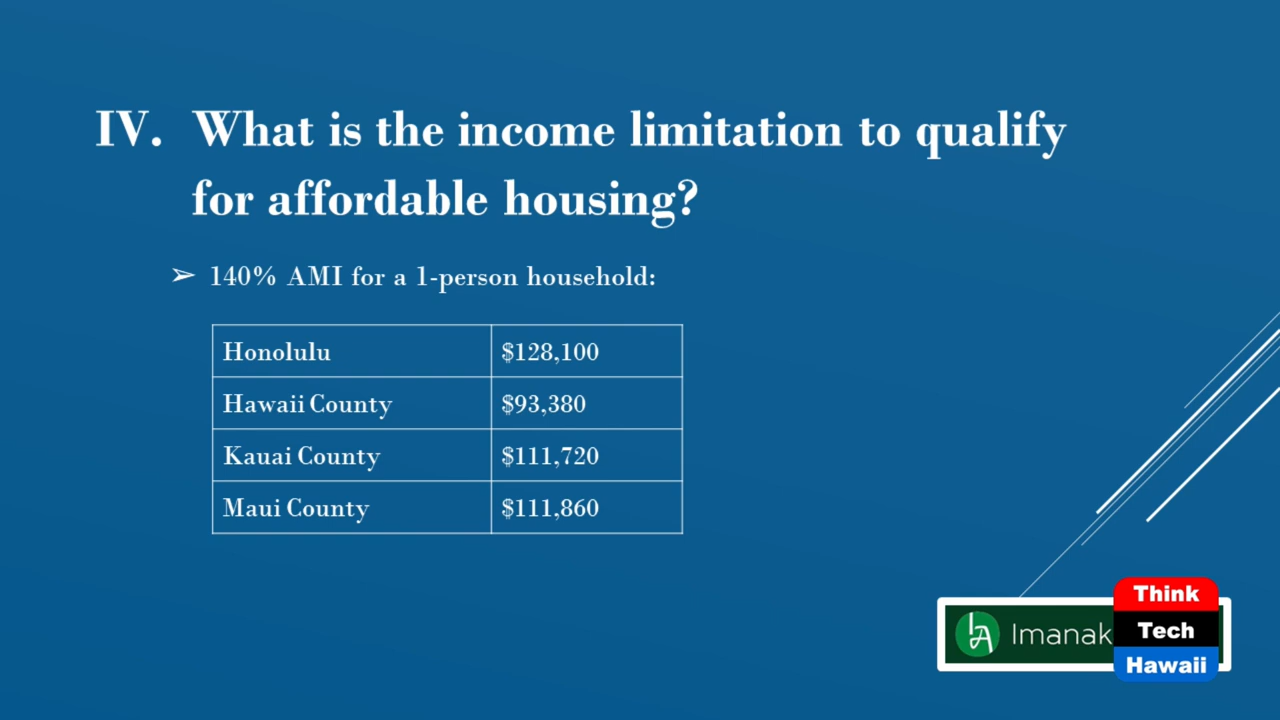 IV. What is the income limitation to qualify
for affordable housing?
➢ 140% AMI for a 1-person household:
Honolulu $128,100
Hawaii County $93,380
Kauai County $111,720
Maui County $111,860
Think
Imanak Tech
Hawaii